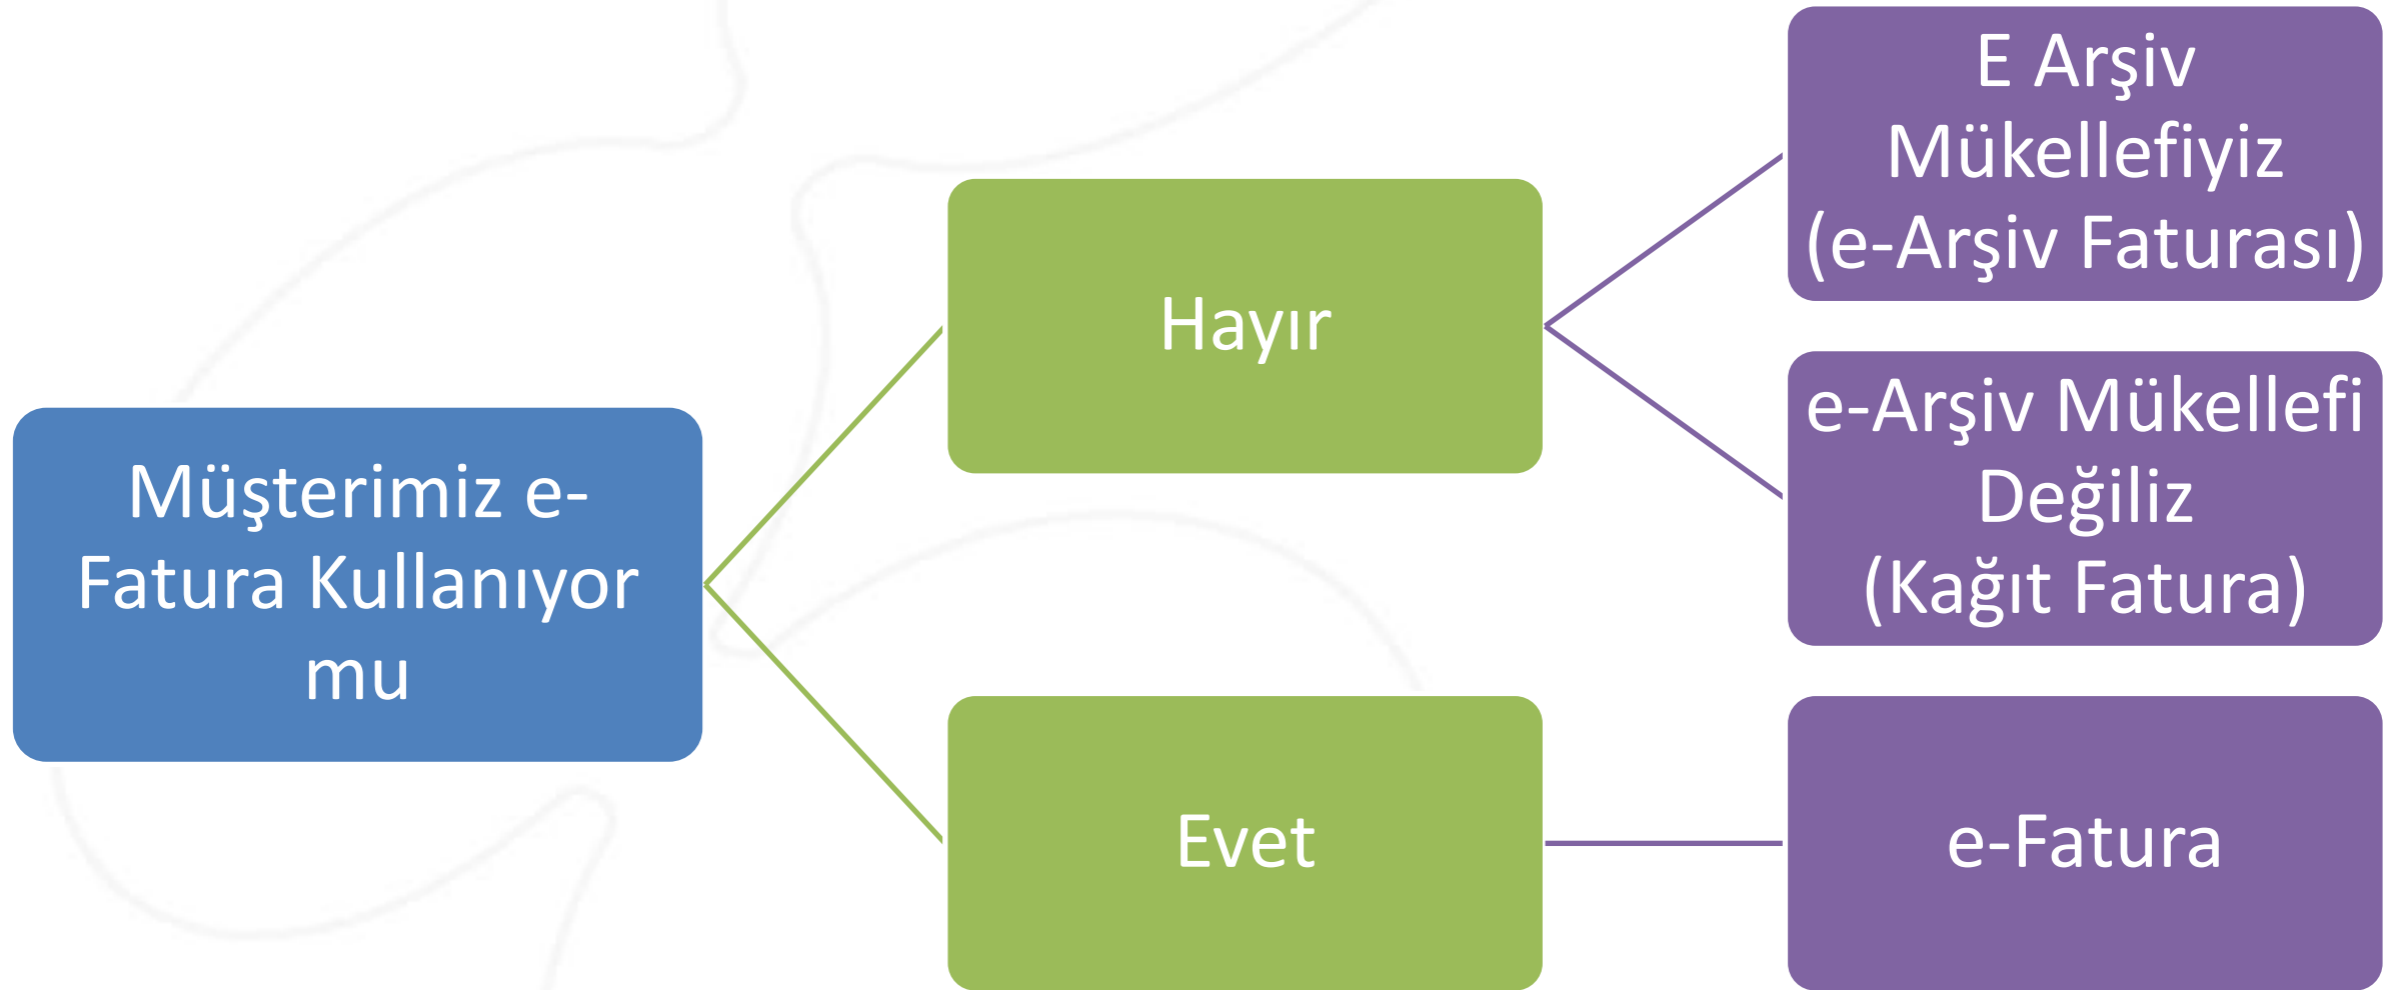 Müşterimiz e-
Fatura Kullanıyor
mu
Hayır
E Arşiv
Mükellefiyiz
(e-Arşiv Faturası)
e-Arşiv Mükellefi
Değiliz
(Kağıt Fatura)
Evet
e-Fatura